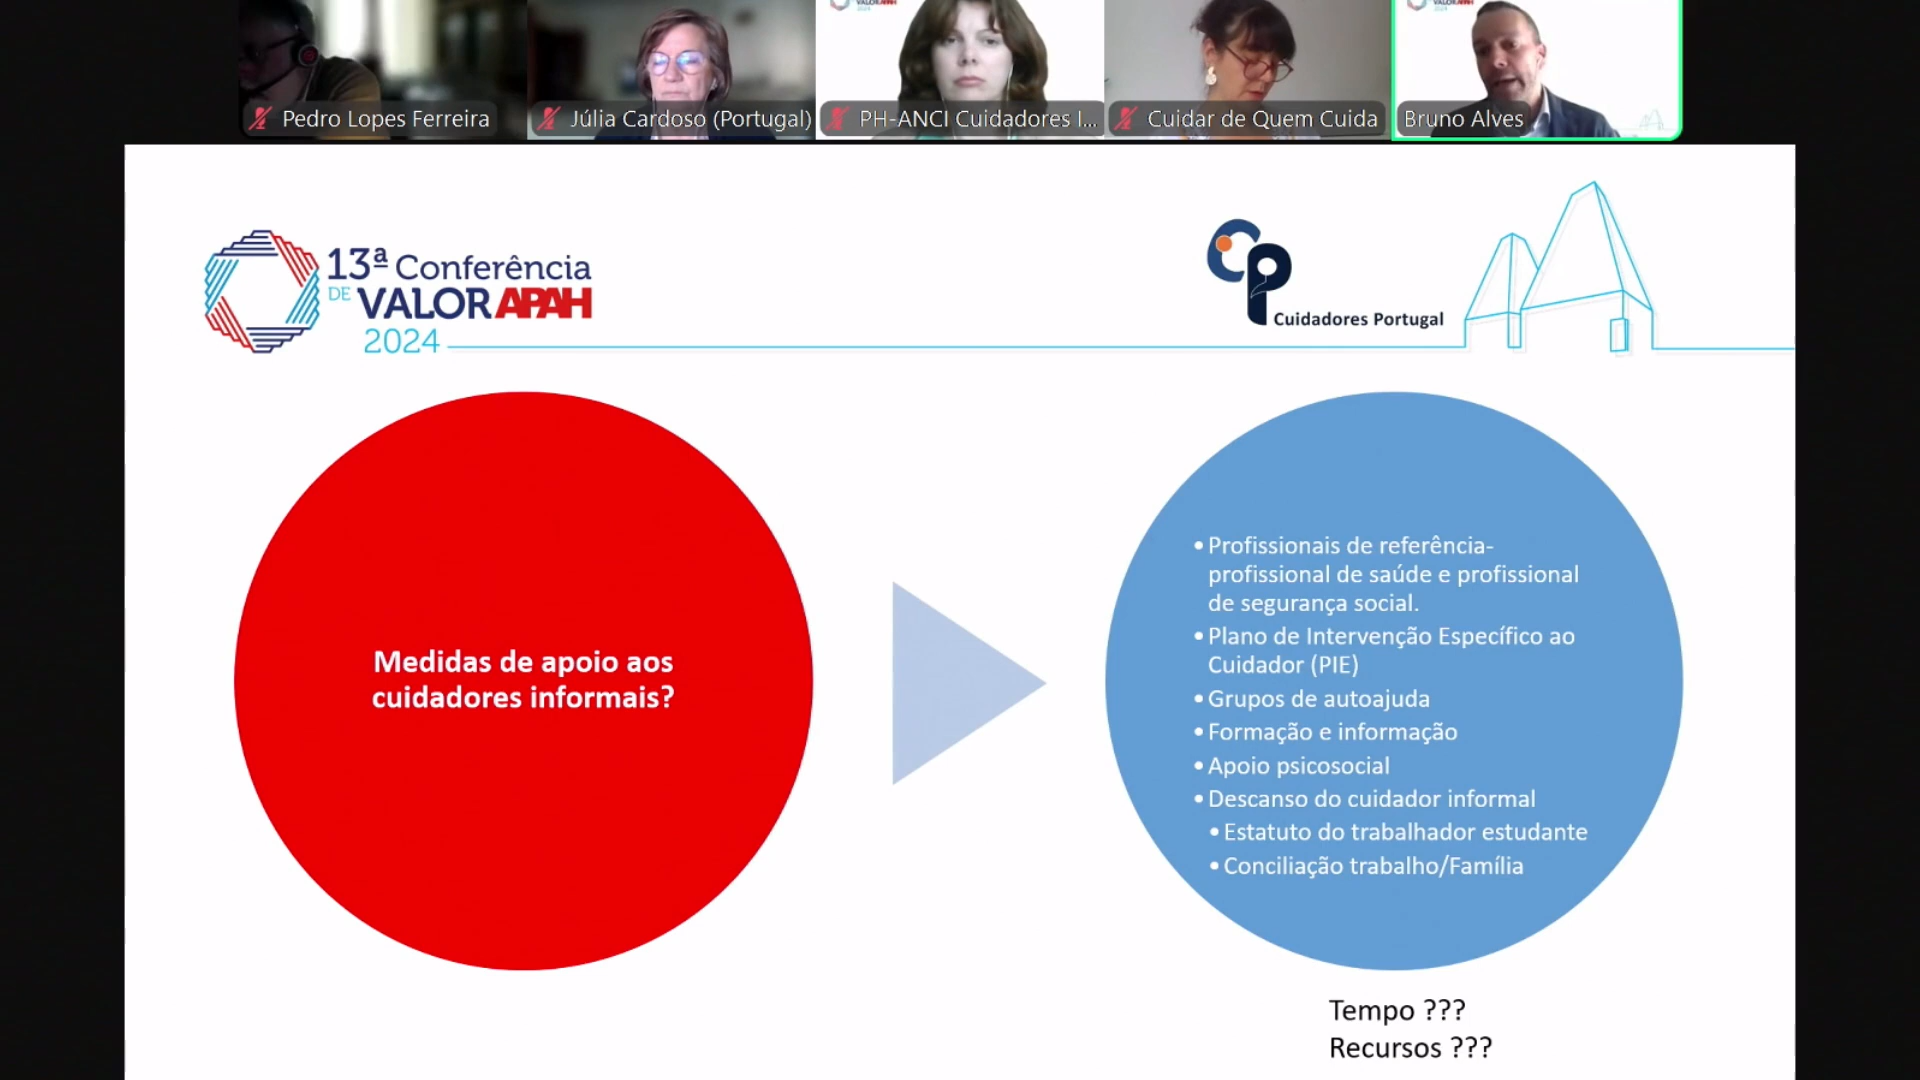 Pedro Lopes Ferreira
Júlia Cardoso (Portugal)
PH-ANCI Cuidadores I...
Cuidar de Quem Cuida
Bruno Alves
13ª Conferência
DE VALOR APAH
2024
CP
Cuidadores Portugal
Medidas de apoio aos
cuidadores informais?
•Profissionais de referência-
profissional de saúde e profissional
de segurança social.
•Plano de Intervenção Específico ao
Cuidador (PIE)
•Grupos de autoajuda
•Formação e informação
•Apoio psicosocial
•Descanso do cuidador informal
•Estatuto do trabalhador estudante
•Conciliação trabalho/Família
Tempo ???
Recursos ???